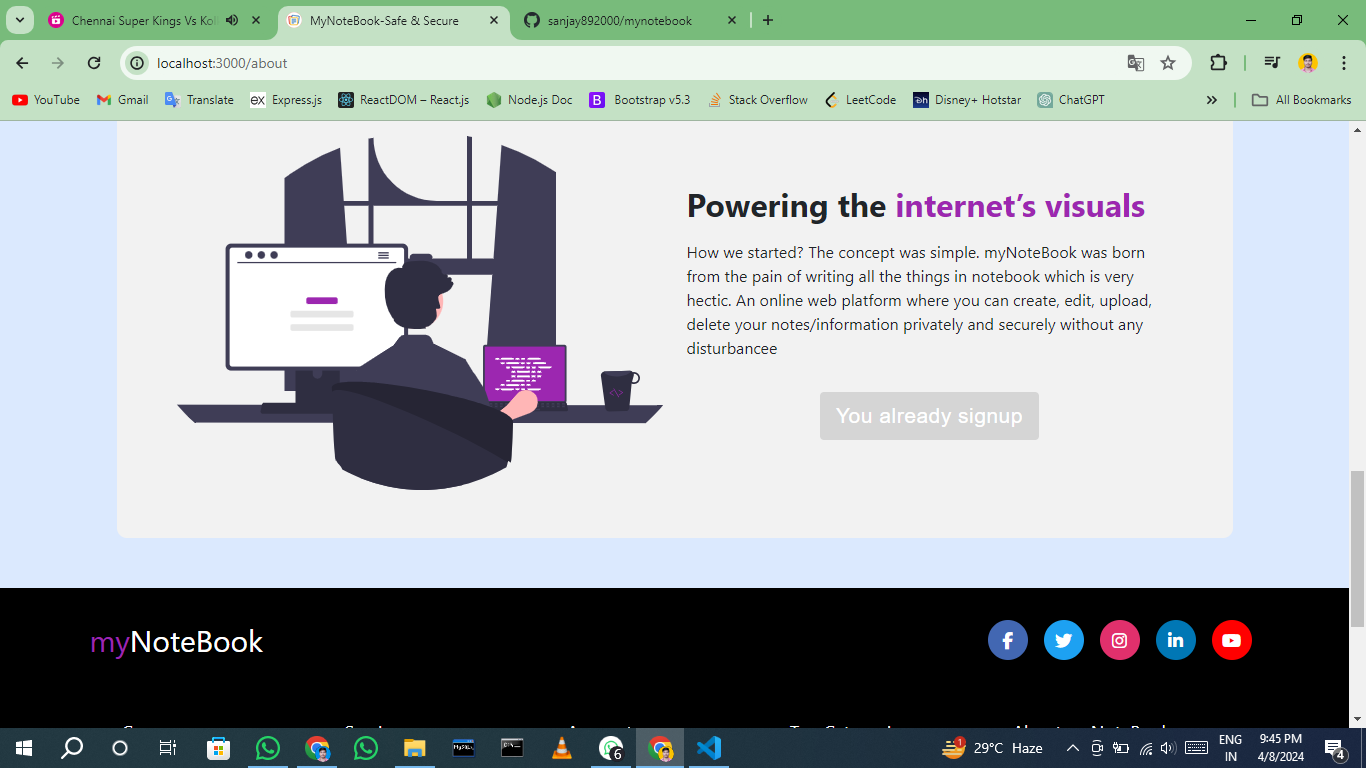 Chennai Super Kings Vs Kol
MyNoteBook-Safe & Secure
sanjay892000/mynotebook
localhost:3000/about
YouTube
Gmail
Translate
ex Express.js
ReactDOM – React.js
Node.js Doc
B Bootstrap v5.3
Stack Overflow
LeetCode
Disney+ Hotstar
ChatGPT
All Bookmarks
Powering the internet’s visuals
How we started? The concept was simple. myNoteBook was born
from the pain of writing all the things in notebook which is very
hectic. An online web platform where you can create, edit, upload,
delete your notes/information privately and securely without any
disturbancee
You already signup
myNoteBook
MySQL
1
29°C Haze
6
ENG
IN
9:45 PM
4/8/2024
4